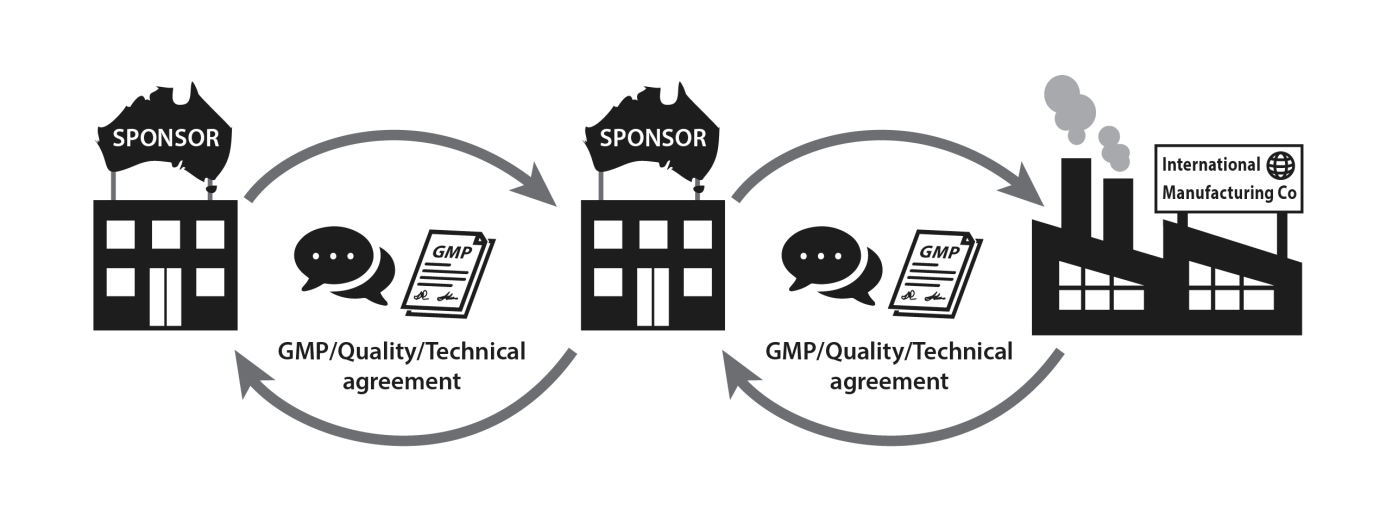 SPONSOR
SPONSOR
International
Manufacturing Co
GMP
GMP
GMP/Quality/Technical
agreement
GMP/Quality/Technical
agreement